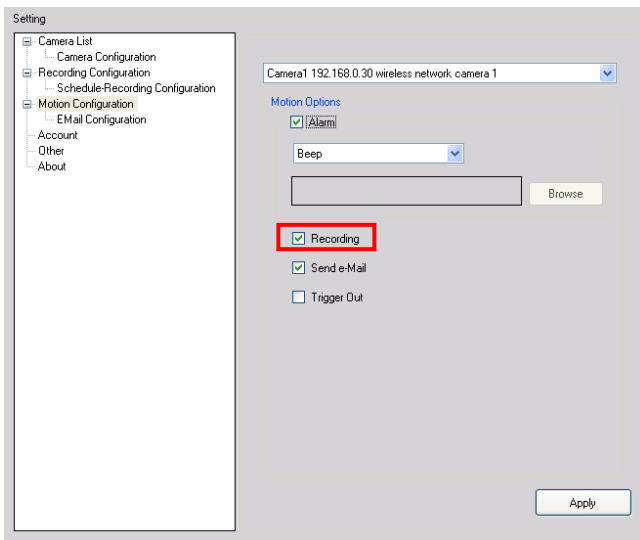 Setting
Camera List
Camera Configuration
Recording Configuration
Schedule-Recording Configuration
Motion Configuration
EMail Configuration
Account
Other
About
Camera1 192.168.0.30 wireless network camera 1
Motion Options
Alarm
Beep
Browse
Recording
Send e-Mail
Trigger Out
Apply